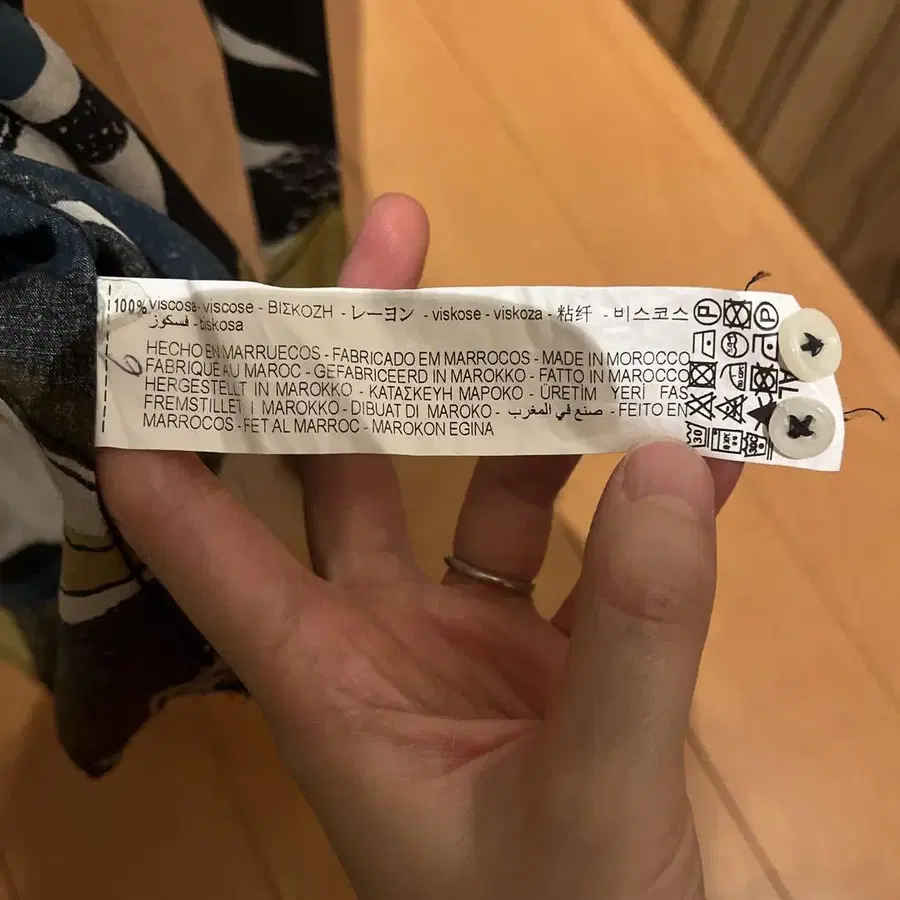 100% viscosa-viscose - ΒΙΣΚΟΖΗ - レーヨン - viskose - viskoza - 粘纤 - 비스코스
فسكوز - biskosa
HECHO EN MARRUECOS - FABRICADO EM MARROCOS - MADE IN MOROCCO
FABRIQUE AU MAROC - GEFABRICEERD IN MAROKKO - FATTO IN MAROCCO
HERGESTELLT IN MAROKKO - ΚΑΤΑΣΚΕΥΗ ΜΑΡΟΚΟ - ÜRETIM YERİ FAS
FREMSTILLET I MAROKKO - DIBUAT DI MAROKO - صنع في المغرب - FEITO EN
MARROCOS - FET AL MARROC - MAROKON EGINA